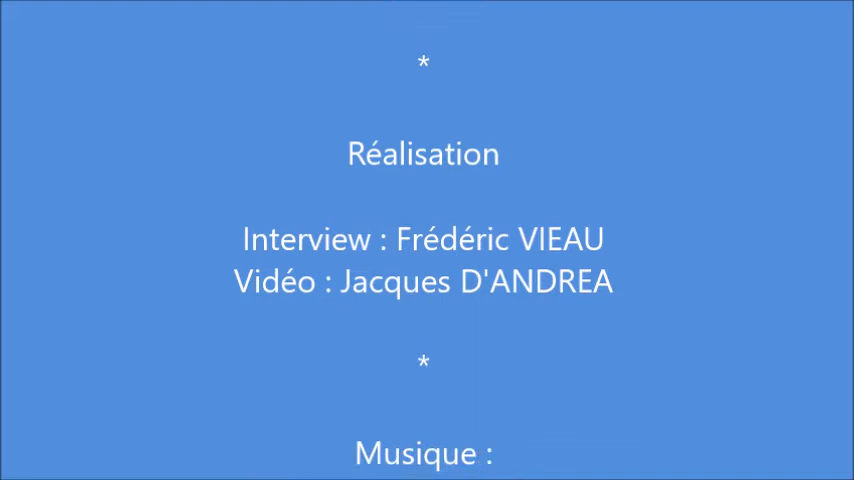 *
Réalisation
Interview : Frédéric VIEAU
Vidéo : Jacques D'ANDREA
*
Musique :